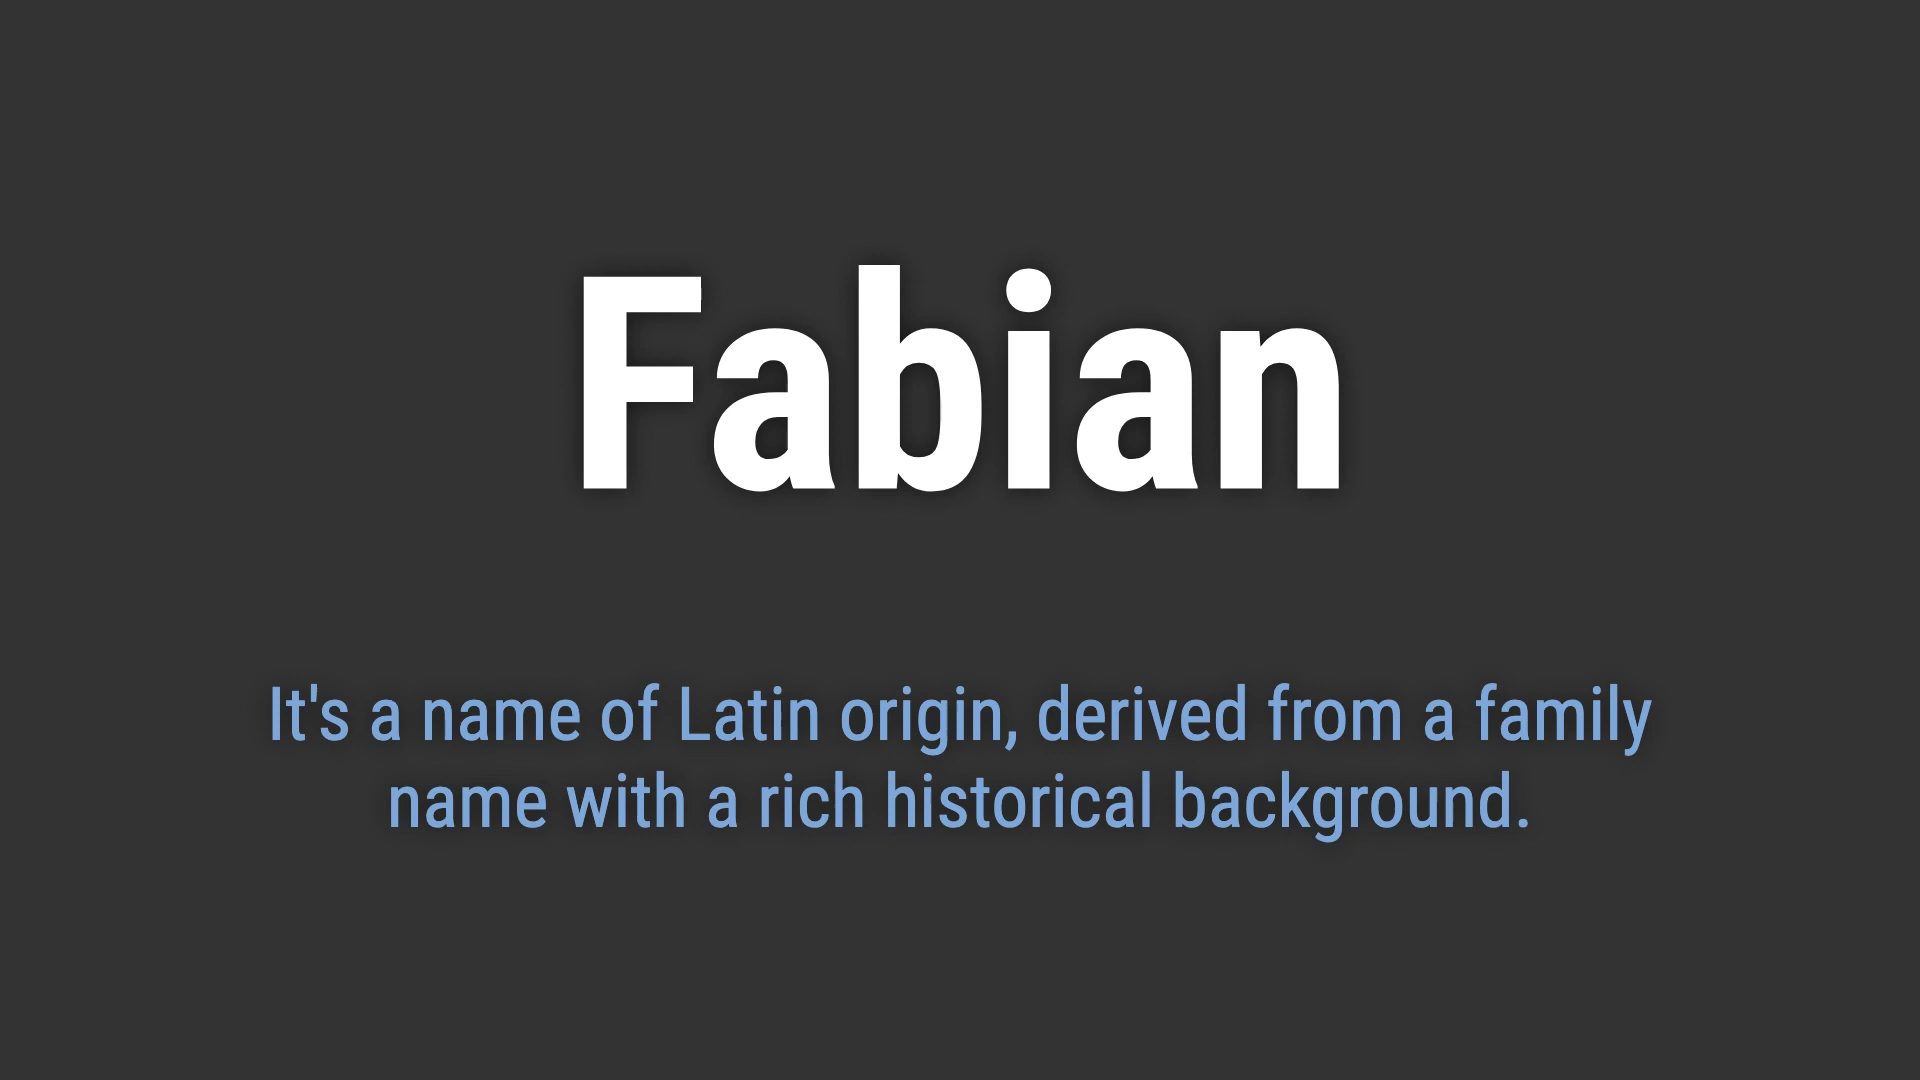 Fabian
It's a name of Latin origin, derived from a family
name with a rich historical background.